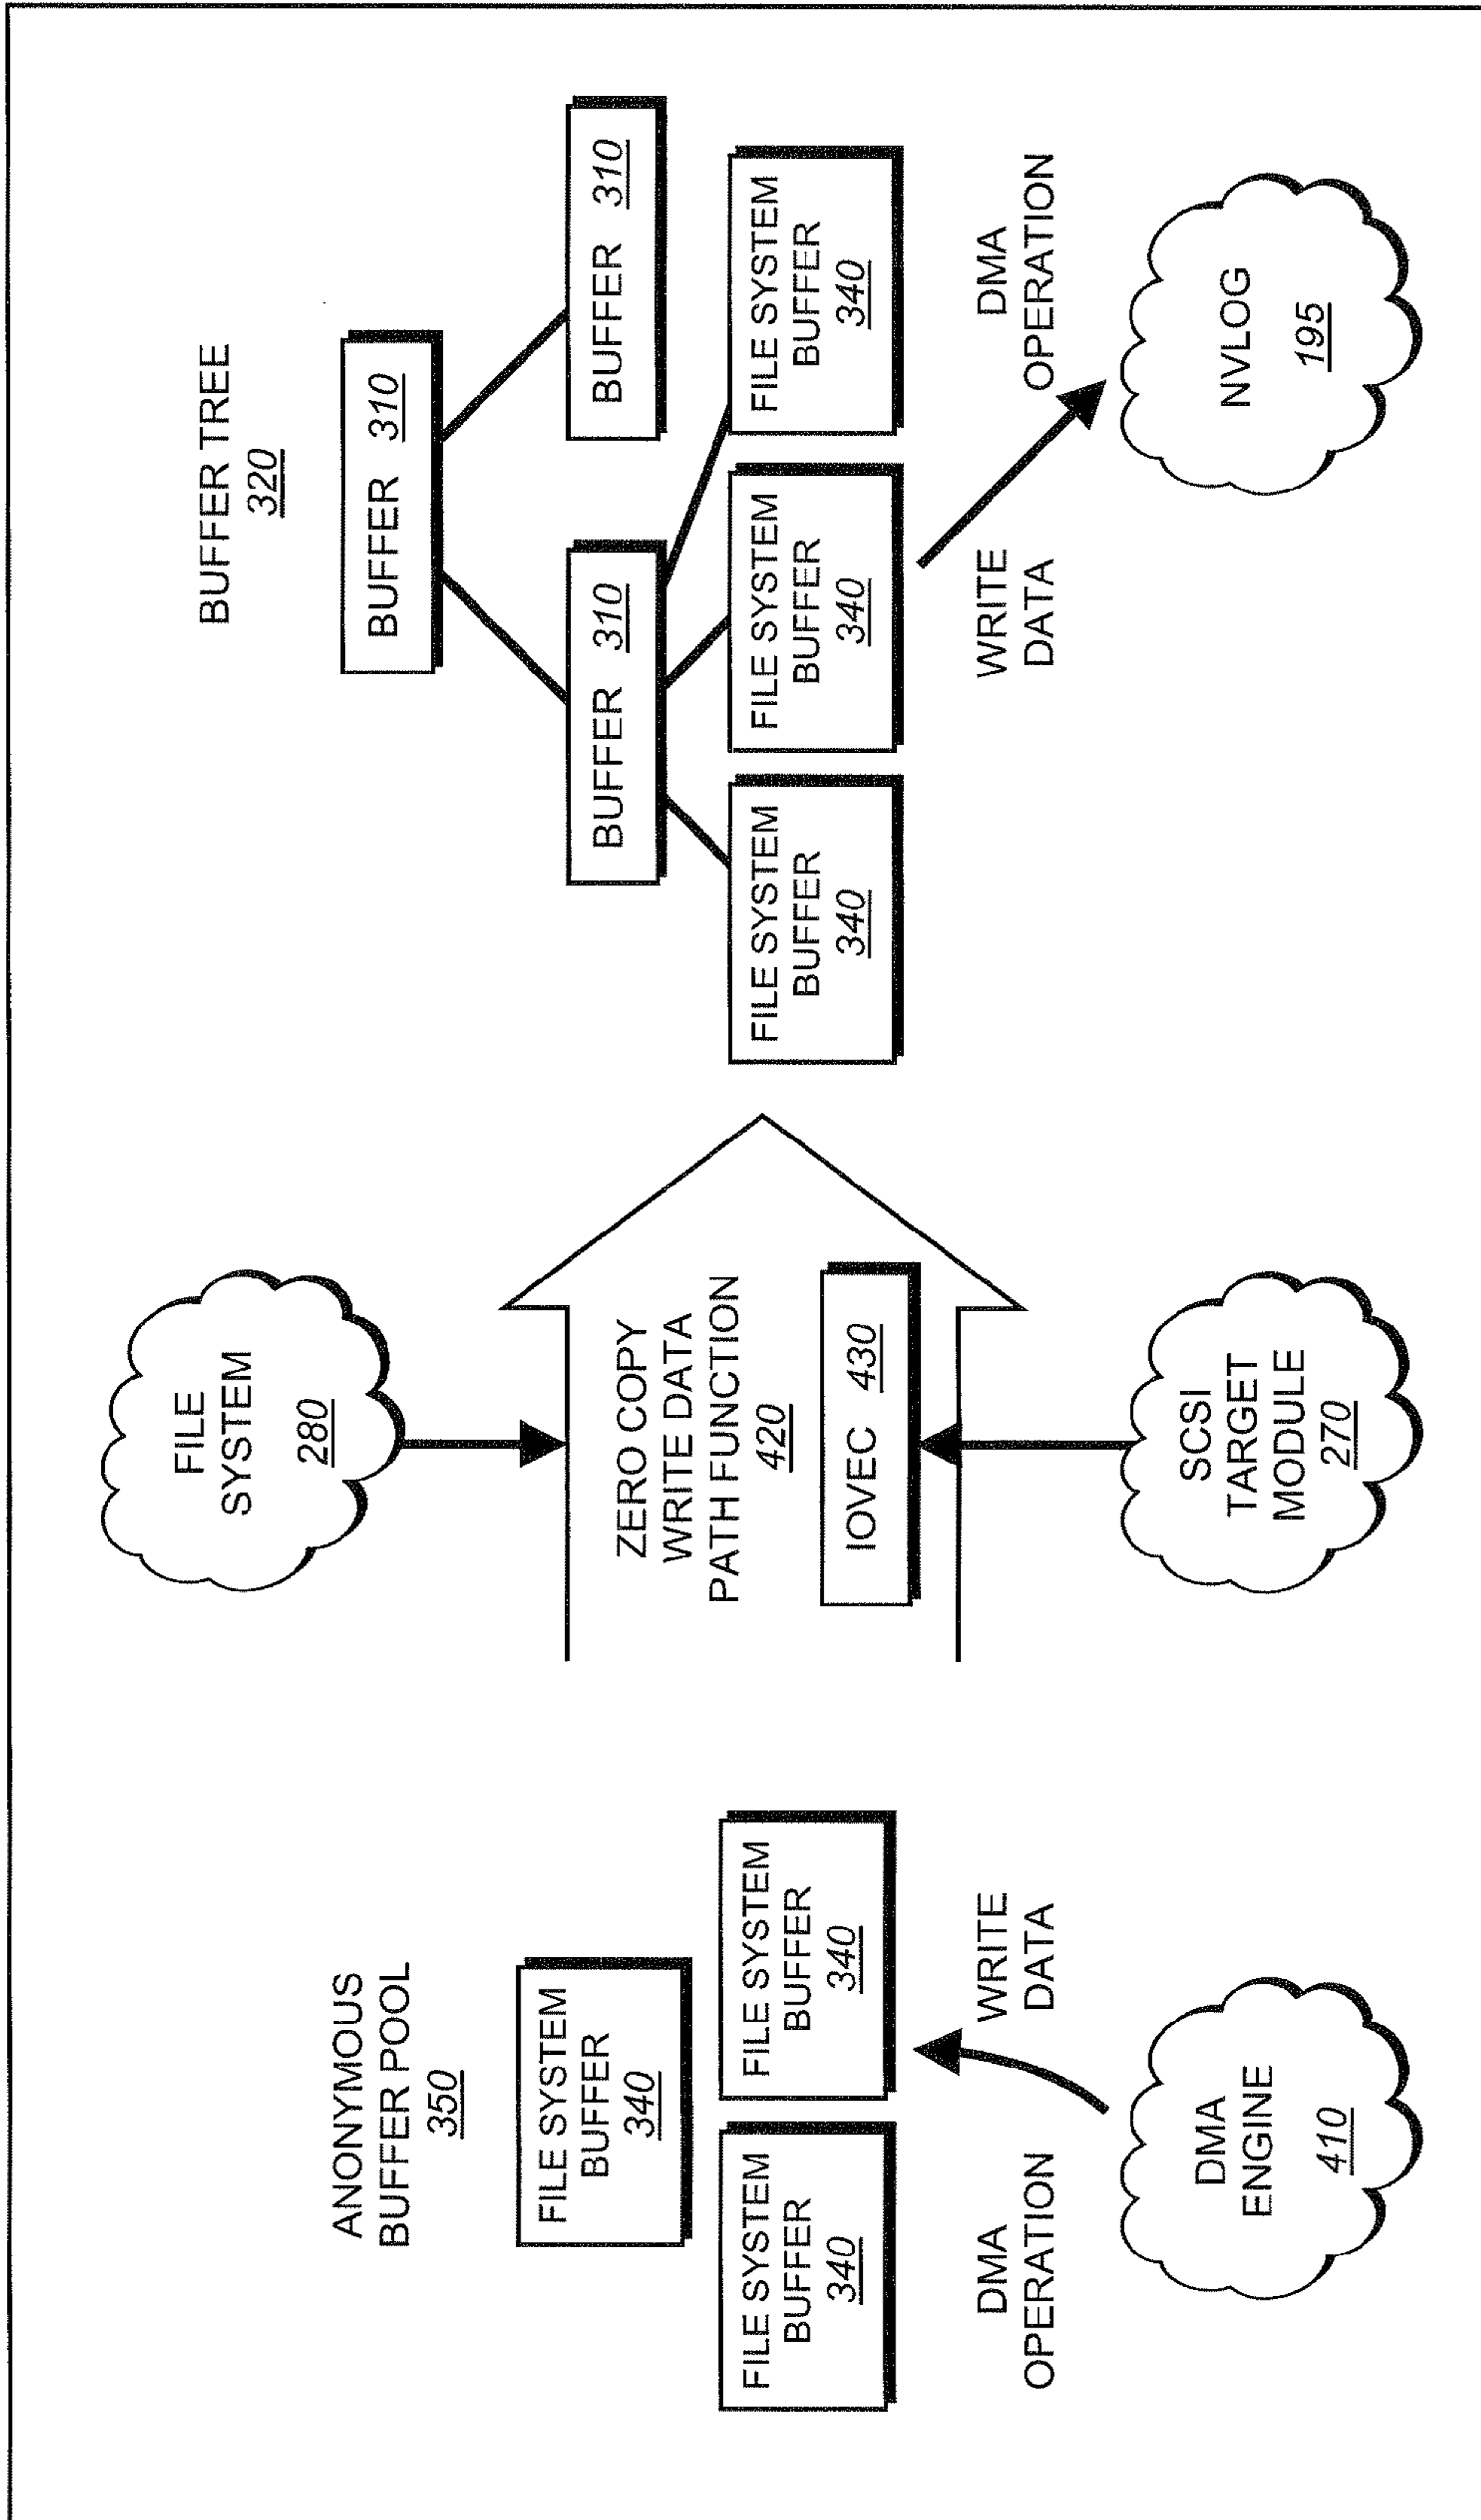 ANONYMOUS
BUFFER POOL
350
FILE SYSTEM
BUFFER
340
FILE SYSTEM
BUFFER
340
FILE SYSTEM
BUFFER
340
DMA
OPERATION
WRITE
DATA
DMA
ENGINE
410
FILE
SYSTEM
280
ZERO COPY
WRITE DATA
PATH FUNCTION
420
IOVEC 430
SCSI
TARGET
MODULE
270
BUFFER TREE
320
BUFFER 310
BUFFER 310
BUFFER 310
FILE SYSTEM
BUFFER
340
FILE SYSTEM
BUFFER
340
FILE SYSTEM
BUFFER
340
WRITE
DATA
DMA
OPERATION
NVLOG
195